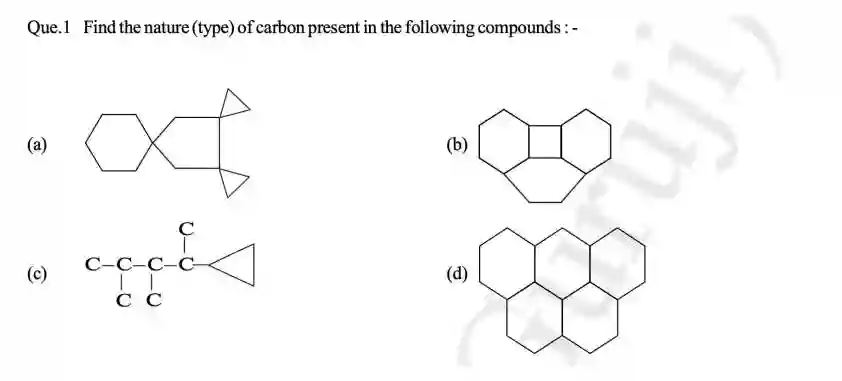 Que.1 Find the nature (type) of carbon present in the following compounds : -
(a)
(b)
C
(c)
C-C-C-C
C C
(d)